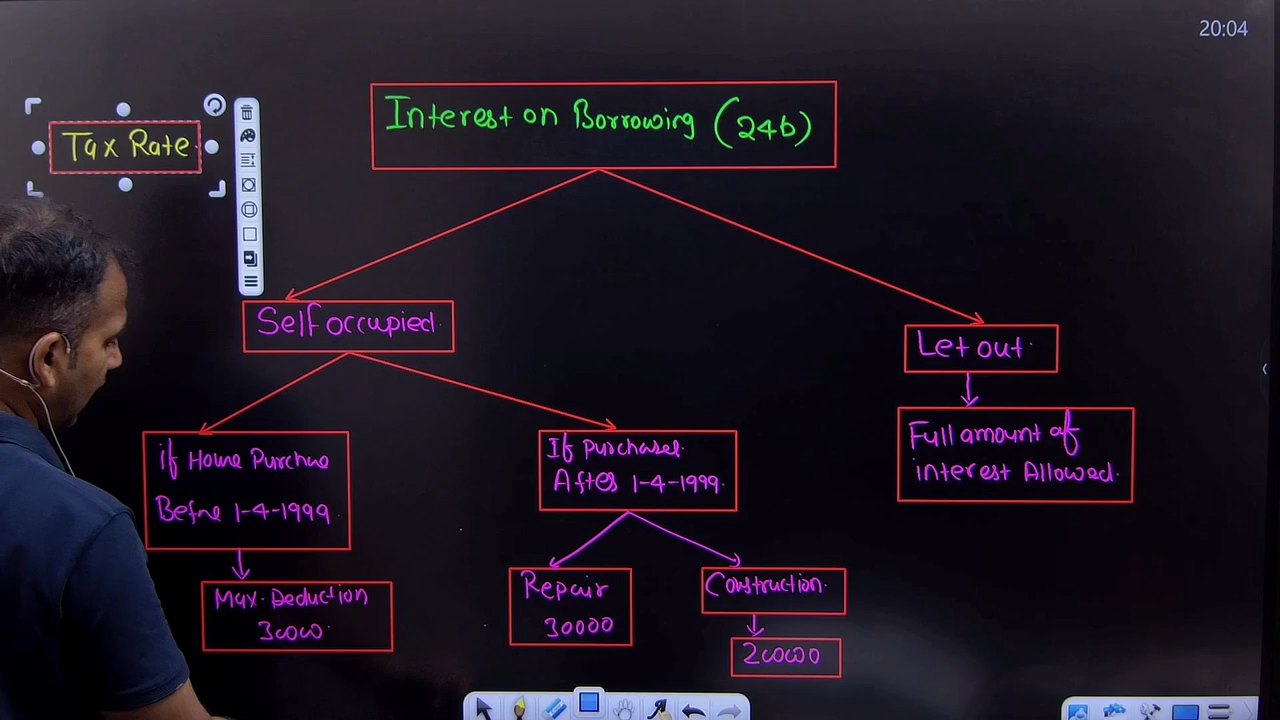 20:04
Tax Rate
Interest on Borrowing (24b)
Self occupied
Let out
Full amount of
interest Allowed
if Home Purchase
Before 1-4-1999
If Purchased
After 1-4-1999
Max. Deduction
30000
Repair
30000
Construction
200000